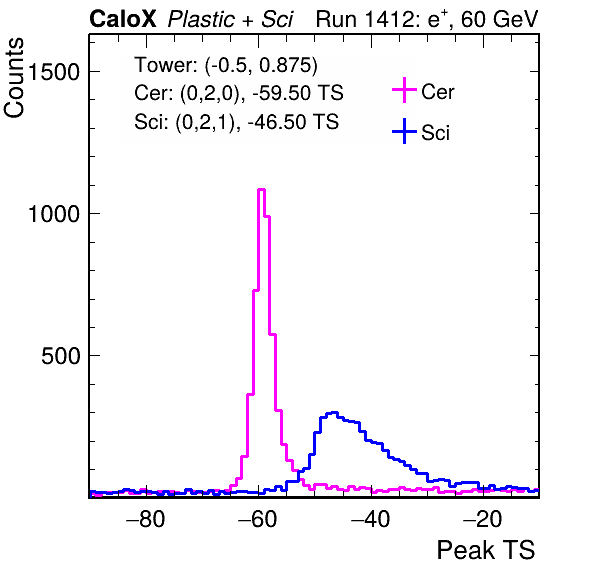 CaloX Plastic + Sci Run 1412: e+, 60 GeV
Counts
Tower: (-0.5, 0.875)
Cer: (0,2,0), -59.50 TS
Sci: (0,2,1), -46.50 TS
Cer
Sci
1500
1000
500
−80 −60 −40 −20
Peak TS